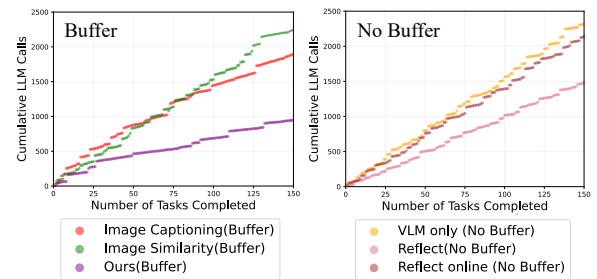 Buffer
2500
2000
1500
1000
500
0
0 25 50 75 100 125 150
Cumulative LLM Calls
Number of Tasks Completed
Image Captioning(Buffer)
Image Similarity(Buffer)
Ours(Buffer)
No Buffer
2500
2000
1500
1000
500
0
0 25 50 75 100 125 150
Cumulative LLM Calls
Number of Tasks Completed
VLM only (No Buffer)
Reflect(No Buffer)
Reflect online (No Buffer)